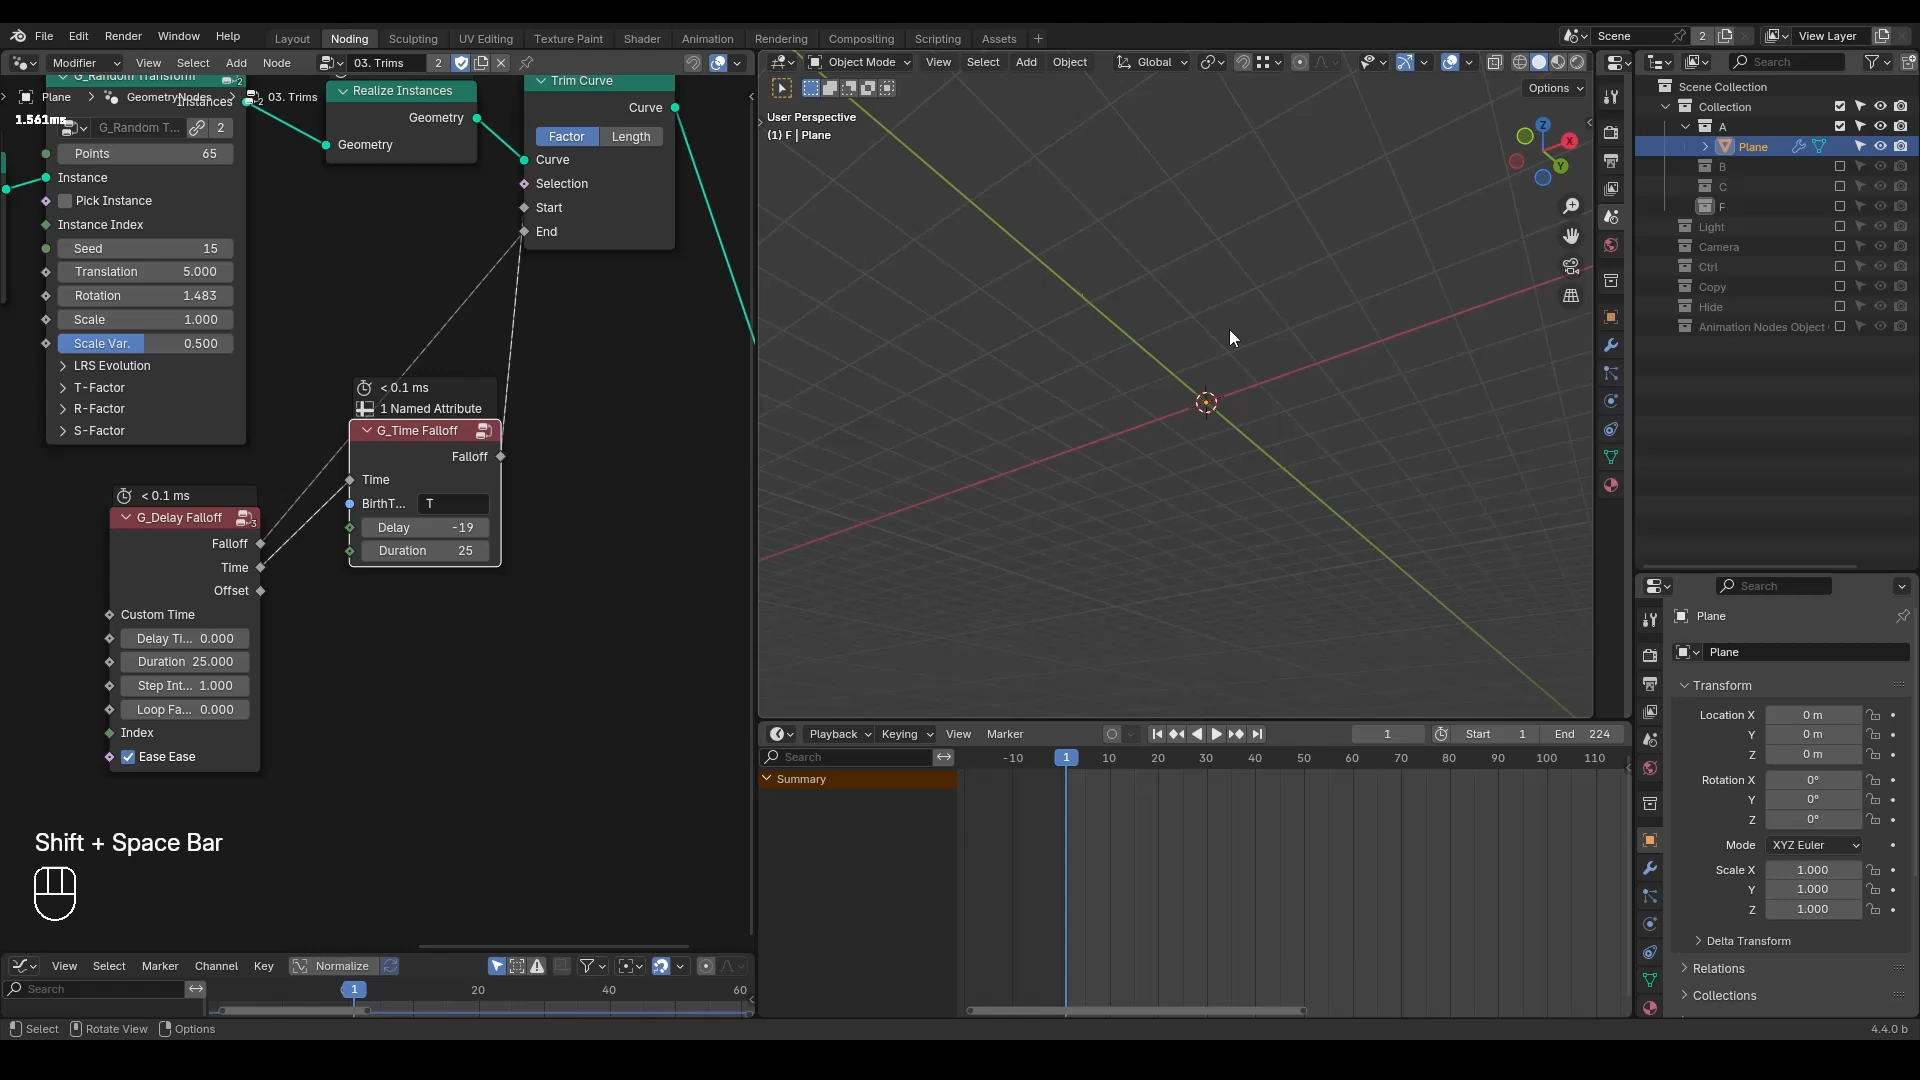 File Edit Render Window Help
Layout Noding Sculpting UV Editing Texture Paint Shader Animation Rendering Compositing Scripting Assets
Scene 2 View Layer
Modifier View Select Add Node 03. Trims 2
Plane GeometryNodes 03. Trims
1.561ms
G_Random Transform
Instances
G_Random T... 2
Points 65
Instance
Pick Instance
Instance Index
Seed 15
Translation 5.000
Rotation 1.483
Scale 1.000
Scale Var. 0.500
LRS Evolution
T-Factor
R-Factor
S-Factor
Realize Instances
Geometry
Geometry
Trim Curve
Curve
Factor Length
Curve
Selection
Start
End
< 0.1 ms
1 Named Attribute
G_Time Falloff
Falloff
Time
BirthT... T
Delay -19
Duration 25
< 0.1 ms
G_Delay Falloff 3
Falloff
Time
Offset
Custom Time
Delay Ti... 0.000
Duration 25.000
Step Int... 1.000
Loop Fa... 0.000
Index
Ease Ease
Shift + Space Bar
View Select Marker Channel Key Normalize
Search 1 20 40 60
Select Rotate View Options
Object Mode View Select Add Object Global
Options
User Perspective
(1) F | Plane
Z
X
Y
Playback Keying View Marker 1 Start 1 End 224
Search -10 1 10 20 30 40 50 60 70 80 90 100 110
Summary
Search
Scene Collection
Collection
A
Plane
B
C
F
Light
Camera
Ctrl
Copy
Hide
Animation Nodes Object
Search
Plane
Plane
Transform
Location X 0 m
Y 0 m
Z 0 m
Rotation X 0°
Y 0°
Z 0°
Mode XYZ Euler
Scale X 1.000
Y 1.000
Z 1.000
Delta Transform
Relations
Collections
4.4.0 b